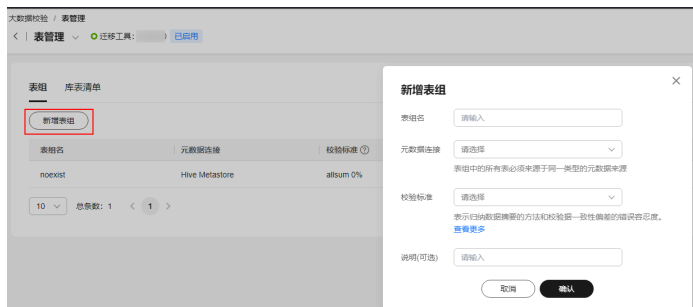 大数据校验 / 表管理
表管理 迁移工具: 已启用
表组 库表清单
新增表组
表组名 元数据连接 校验标准 ?
noexist Hive Metastore allsum 0%
10 总条数: 1 < 1 >
新增表组
表组名 请输入
元数据连接 请选择
表组中的所有表必须来源于同一类型的元数据来源
校验标准 请选择
表示归纳数据摘要的方法和校验据一致性偏差的错误容忍度。
查看更多
说明(可选) 请输入
取消 确认